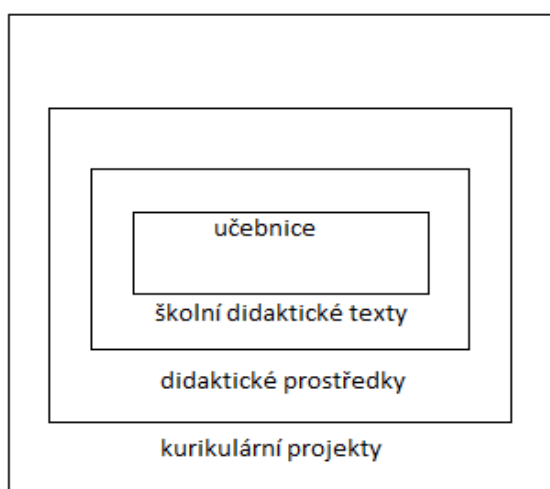 učebnice
školní didaktické texty
didaktické prostředky
kurikulární projekty